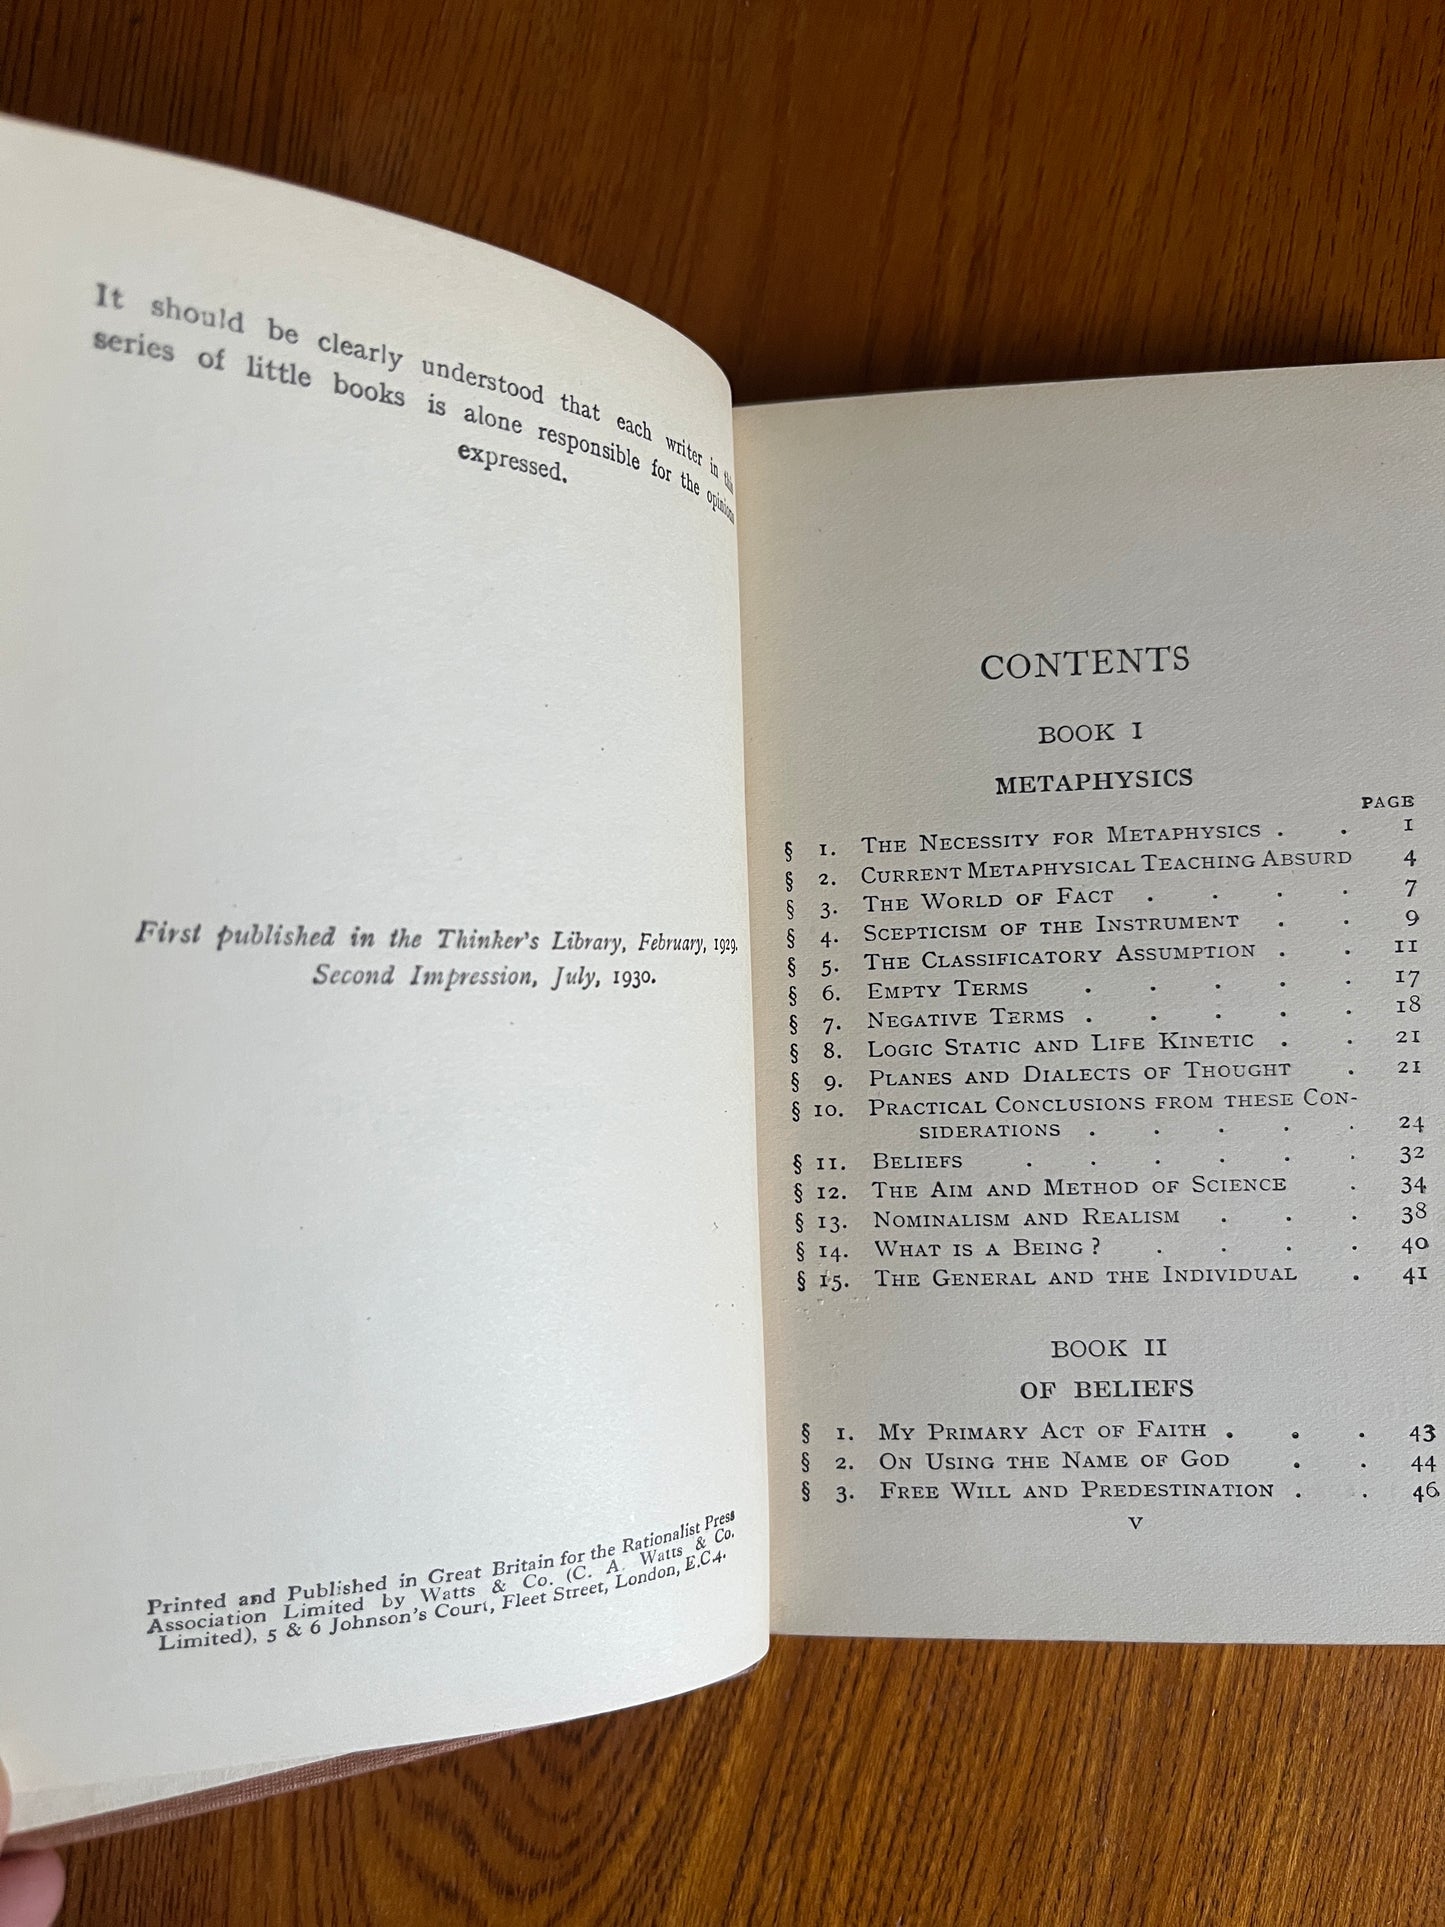 It should be clearly understood that each writer in this
series of little books is alone responsible for the opinions
expressed.
First published in the Thinker's Library, February, 1929.
Second Impression, July, 1930.
Printed and Published in Great Britain for the Rationalist Press
Association Limited by Watts & Co. (C. A. Watts & Co.
Limited), 5 & 6 Johnson's Court, Fleet Street, London, E.C.4.
CONTENTS
BOOK I
METAPHYSICS
PAGE
§ 1. THE NECESSITY FOR METAPHYSICS . . 1
§ 2. CURRENT METAPHYSICAL TEACHING ABSURD 4
§ 3. THE WORLD OF FACT . . . . 7
§ 4. SCEPTICISM OF THE INSTRUMENT . . 9
§ 5. THE CLASSIFICATORY ASSUMPTION . . 11
§ 6. EMPTY TERMS . . . . . 17
§ 7. NEGATIVE TERMS . . . . . 18
§ 8. LOGIC STATIC AND LIFE KINETIC . . 21
§ 9. PLANES AND DIALECTS OF THOUGHT . 21
§ 10. PRACTICAL CONCLUSIONS FROM THESE CON-
SIDERATIONS . . . . . 24
§ 11. BELIEFS . . . . . . 32
§ 12. THE AIM AND METHOD OF SCIENCE . 34
§ 13. NOMINALISM AND REALISM . . . 38
§ 14. WHAT IS A BEING? . . . . 40
§ 15. THE GENERAL AND THE INDIVIDUAL . 41
BOOK II
OF BELIEFS
§ 1. MY PRIMARY ACT OF FAITH . . . 43
§ 2. ON USING THE NAME OF GOD . . 44
§ 3. FREE WILL AND PREDESTINATION . . 46
v